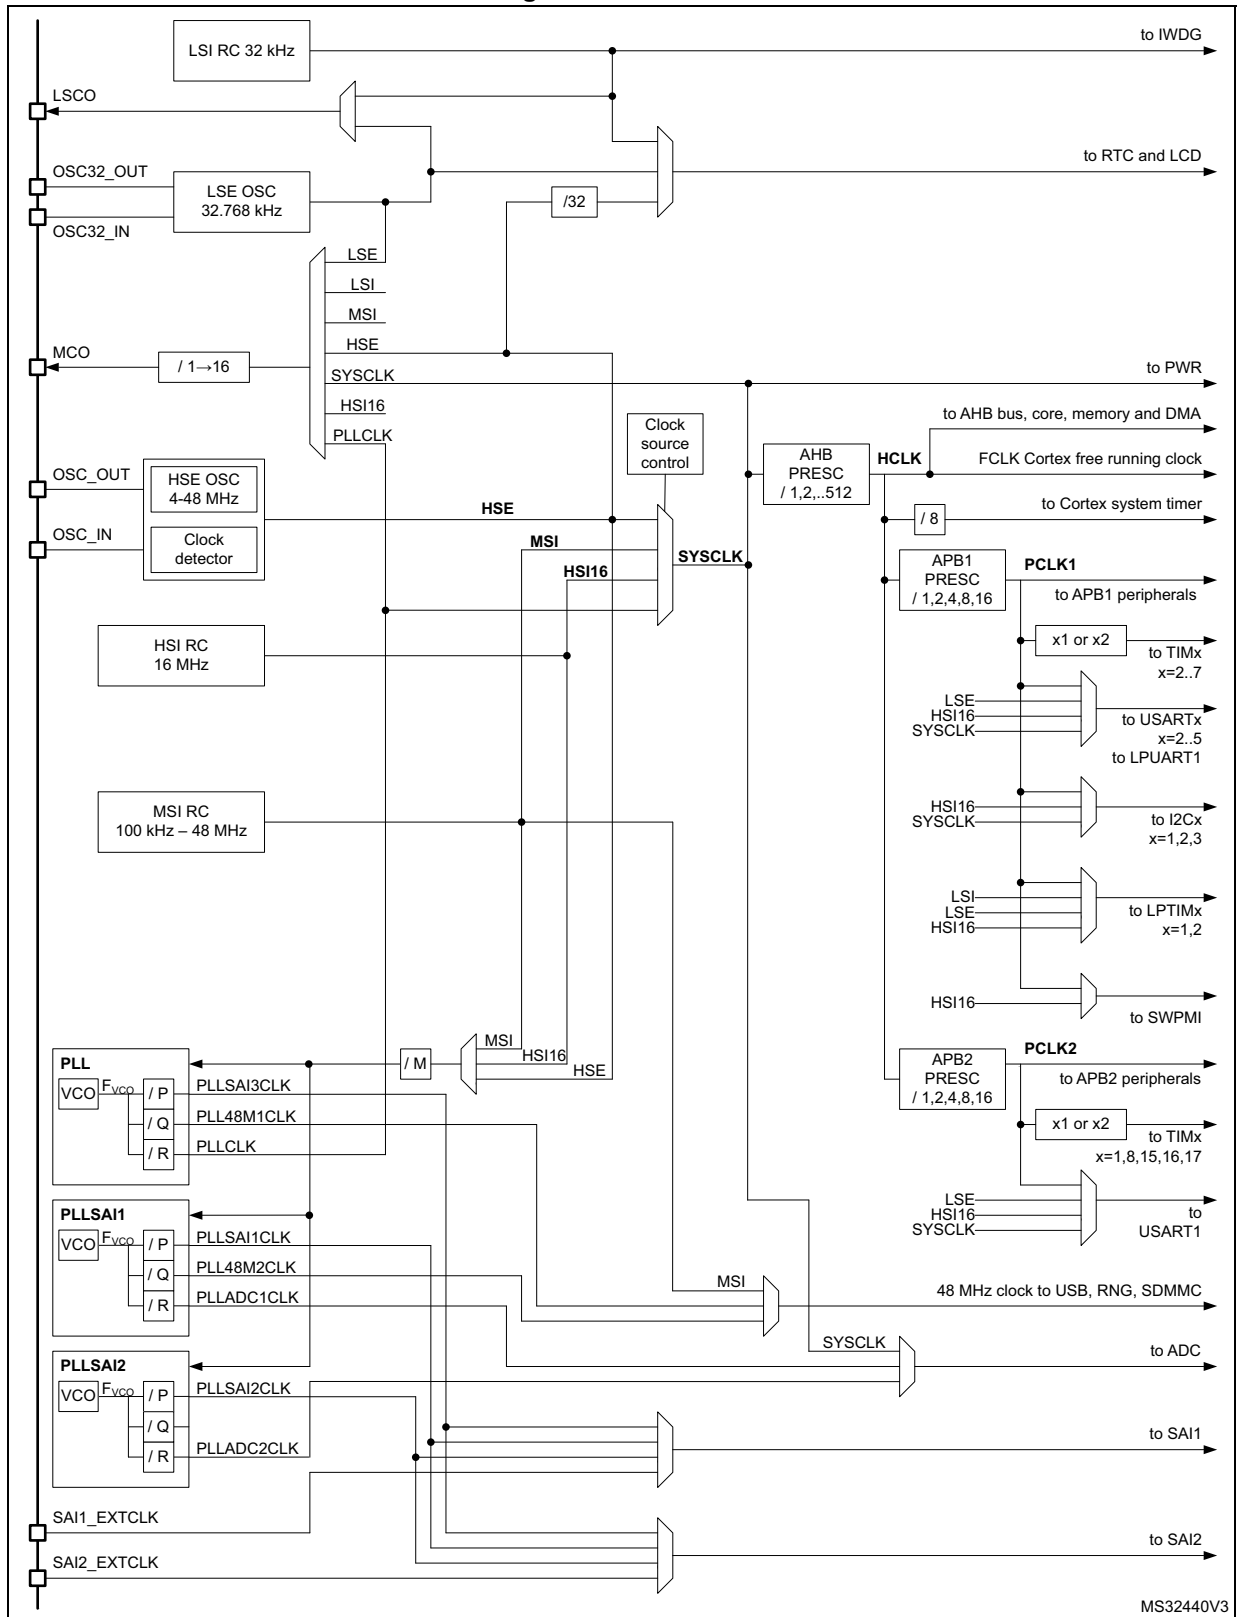 LSI RC 32 kHz
to IWDG
LSCO
OSC32_OUT
to RTC and LCD
LSE OSC
32.768 kHz
/32
OSC32_IN
LSE
LSI
MSI
HSE
SYSCLK
HSI16
PLLCLK
MCO
/ 1→16
to PWR
Clock
source
control
to AHB bus, core, memory and DMA
AHB
PRESC
/ 1,2,..512
HCLK
FCLK Cortex free running clock
to Cortex system timer
/ 8
OSC_OUT
HSE OSC
4-48 MHz
OSC_IN
Clock
detector
HSE
MSI
HSI16
SYSCLK
APB1
PRESC
/ 1,2,4,8,16
PCLK1
to APB1 peripherals
HSI RC
16 MHz
x1 or x2
to TIMx
x=2..7
LSE
HSI16
SYSCLK
to USARTx
x=2..5
to LPUART1
MSI RC
100 kHz – 48 MHz
HSI16
SYSCLK
to I2Cx
x=1,2,3
LSI
LSE
HSI16
to LPTIMx
x=1,2
HSI16
to SWPMI
MSI
HSI16
HSE
/ M
PLL
VCO
FVCO
/ P
PLLSAI3CLK
/ Q
PLL48M1CLK
/ R
PLLCLK
APB2
PRESC
/ 1,2,4,8,16
PCLK2
to APB2 peripherals
x1 or x2
to TIMx
x=1,8,15,16,17
LSE
HSI16
SYSCLK
to
USART1
PLLSAI1
VCO
FVCO
/ P
PLLSAI1CLK
/ Q
PLL48M2CLK
/ R
PLLADC1CLK
MSI
48 MHz clock to USB, RNG, SDMMC
SYSCLK
to ADC
PLLSAI2
VCO
FVCO
/ P
PLLSAI2CLK
/ Q
/ R
PLLADC2CLK
to SAI1
SAI1_EXTCLK
to SAI2
SAI2_EXTCLK
MS32440V3